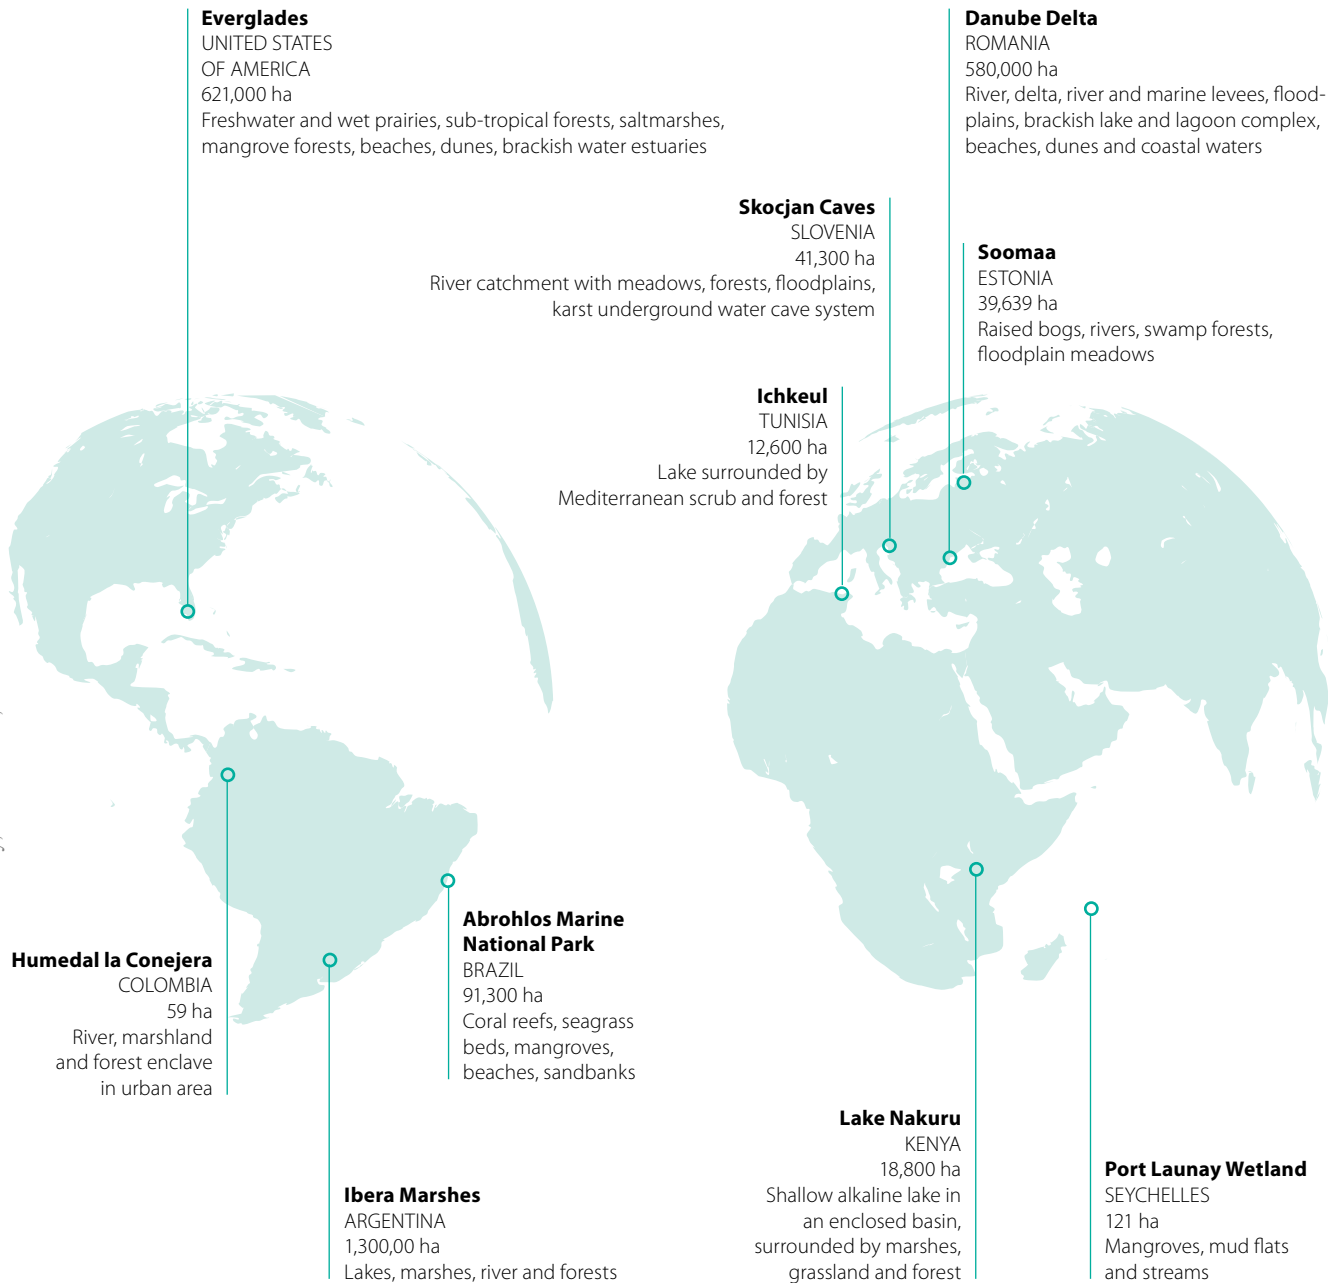 Everglades
UNITED STATES
OF AMERICA
621,000 ha
Freshwater and wet prairies, sub-tropical forests, saltmarshes,
mangrove forests, beaches, dunes, brackish water estuaries
Danube Delta
ROMANIA
580,000 ha
River, delta, river and marine levees, flood-
plains, brackish lake and lagoon complex,
beaches, dunes and coastal waters
Skocjan Caves
SLOVENIA
41,300 ha
River catchment with meadows, forests, floodplains,
karst underground water cave system
Soomaa
ESTONIA
39,639 ha
Raised bogs, rivers, swamp forests,
floodplain meadows
Ichkeul
TUNISIA
12,600 ha
Lake surrounded by
Mediterranean scrub and forest
Humedal la Conejera
COLOMBIA
59 ha
River, marshland
and forest enclave
in urban area
Abrohlos Marine
National Park
BRAZIL
91,300 ha
Coral reefs, seagrass
beds, mangroves,
beaches, sandbanks
Ibera Marshes
ARGENTINA
1,300,00 ha
Lakes, marshes, river and forests
Lake Nakuru
KENYA
18,800 ha
Shallow alkaline lake in
an enclosed basin,
surrounded by marshes,
grassland and forest
Port Launay Wetland
SEYCHELLES
121 ha
Mangroves, mud flats
and streams